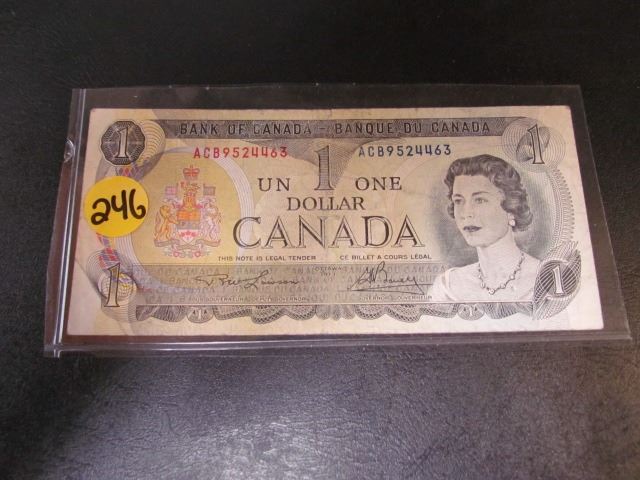 BANK OF CANADA – BANQUE DU CANADA
1 1
ACB9524463 1 ACB9524463
246
UN ONE
DOLLAR
CANADA
THIS NOTE IS LEGAL TENDER CE BILLET A COURS LÉGAL
OTTAWA
1 1